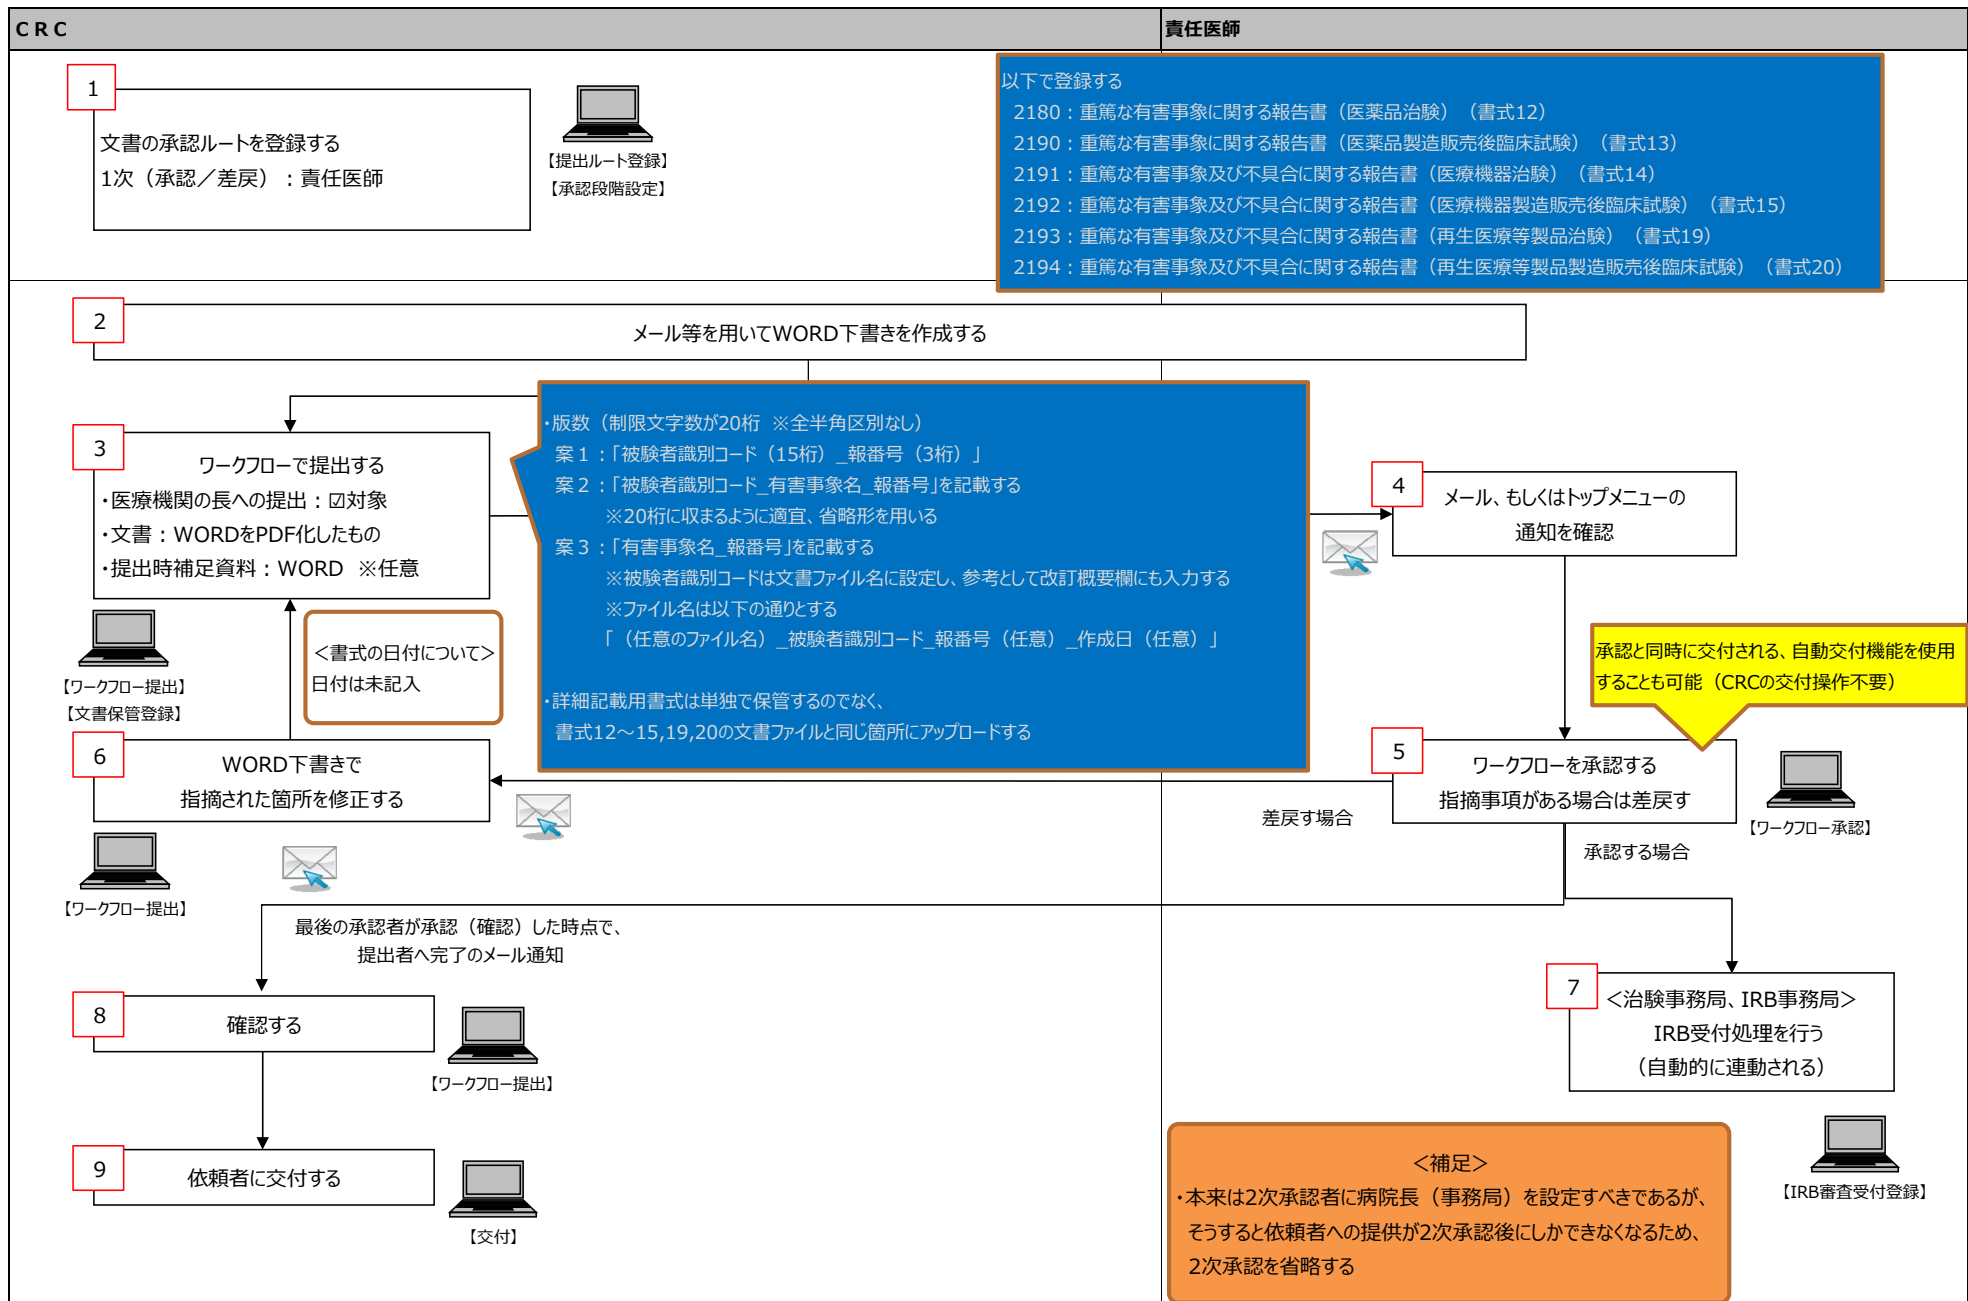 ＣＲＣ
責任医師
1
文書の承認ルートを登録する
1次（承認／差戻）：責任医師
【提出ルート登録】
【承認段階設定】
以下で登録する
2180：重篤な有害事象に関する報告書（医薬品治験）（書式12）
2190：重篤な有害事象に関する報告書（医薬品製造販売後臨床試験）（書式13）
2191：重篤な有害事象及び不具合に関する報告書（医療機器治験）（書式14）
2192：重篤な有害事象及び不具合に関する報告書（医療機器製造販売後臨床試験）（書式15）
2193：重篤な有害事象及び不具合に関する報告書（再生医療等製品治験）（書式19）
2194：重篤な有害事象及び不具合に関する報告書（再生医療等製品製造販売後臨床試験）（書式20）
2
メール等を用いてWORD下書きを作成する
3
ワークフローで提出する
・医療機関の長への提出：☑対象
・文書：WORDをPDF化したもの
・提出時補足資料：WORD ※任意
【ワークフロー提出】
【文書保管登録】
＜書式の日付について＞
日付は未記入
・版数（制限文字数が20桁 ※全半角区別なし）
案１：「被験者識別コード（15桁）_報番号（3桁）」
案２：「被験者識別コード_有害事象名_報番号」を記載する
※20桁に収まるように適宜、省略形を用いる
案３：「有害事象名_報番号」を記載する
※被験者識別コードは文書ファイル名に設定し、参考として改訂概要欄にも入力する
※ファイル名は以下の通りとする
「（任意のファイル名）_被験者識別コード_報番号（任意）_作成日（任意）」
・詳細記載用書式は単独で保管するのでなく、
書式12～15,19,20の文書ファイルと同じ箇所にアップロードする
4
メール、もしくはトップメニューの
通知を確認
承認と同時に交付される、自動交付機能を使用
することも可能（CRCの交付操作不要）
5
ワークフローを承認する
指摘事項がある場合は差戻す
【ワークフロー承認】
差戻す場合
承認する場合
6
WORD下書きで
指摘された箇所を修正する
【ワークフロー提出】
最後の承認者が承認（確認）した時点で、
提出者へ完了のメール通知
7
＜治験事務局、IRB事務局＞
IRB受付処理を行う
（自動的に連動される）
【IRB審査受付登録】
8
確認する
【ワークフロー提出】
9
依頼者に交付する
【交付】
＜補足＞
・本来は2次承認者に病院長（事務局）を設定すべきであるが、
そうすると依頼者への提供が2次承認後にしかできなくなるため、
2次承認を省略する